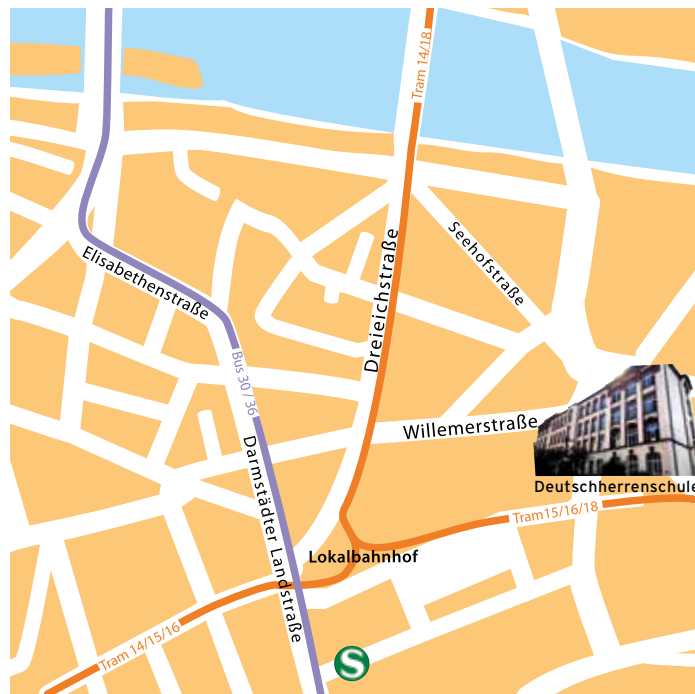 Tram 14/18
Seehofstraße
Elisabethenstraße
Dreieichstraße
Bus 30 / 36
Willemerstraße
Darmstädter Landstraße
Deutschherrenschule
Tram15/16/18
Lokalbahnhof
Tram 14/15/16
S